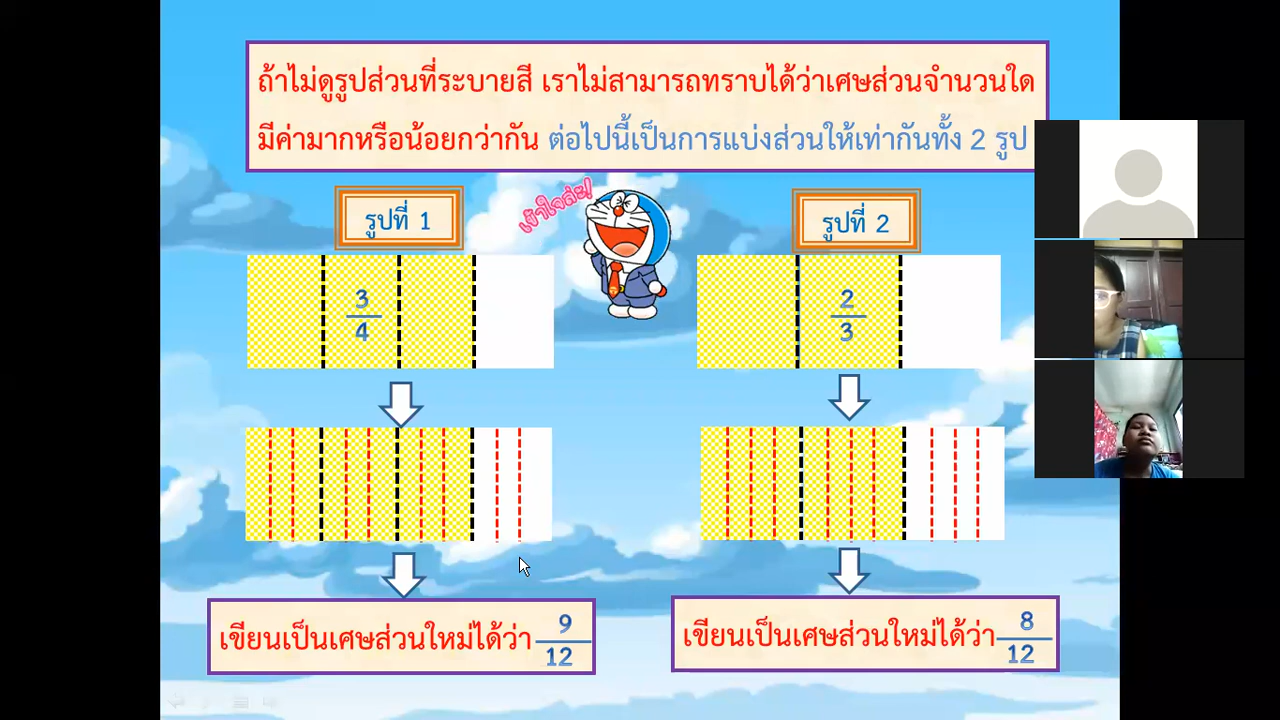 ถ้าไม่ดูรูปส่วนที่ระบายสี เราไม่สามารถทราบได้ว่าเศษส่วนจำนวนใด
มีค่ามากหรือน้อยกว่ากัน ต่อไปนี้เป็นการแบ่งส่วนให้เท่ากันทั้ง 2 รูป
รูปที่ 1
เข้าใจล่ะ!
รูปที่ 2
3
4
2
3
เขียนเป็นเศษส่วนใหม่ได้ว่า 9
12
เขียนเป็นเศษส่วนใหม่ได้ว่า 8
12